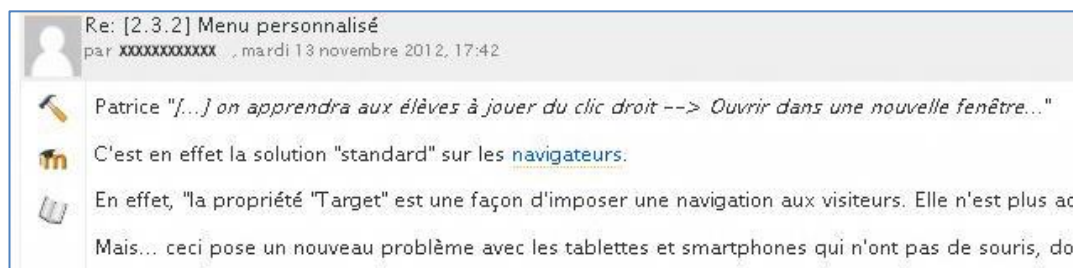 Re: [2.3.2] Menu personnalisé
par xxxxxxxxxxxx , mardi 13 novembre 2012, 17:42
Patrice "[...] on apprendra aux élèves à jouer du clic droit --> Ouvrir dans une nouvelle fenêtre..."
C'est en effet la solution "standard" sur les navigateurs.
En effet, "la propriété "Target" est une façon d'imposer une navigation aux visiteurs. Elle n'est plus
Mais... ceci pose un nouveau problème avec les tablettes et smartphones qui n'ont pas de souris,